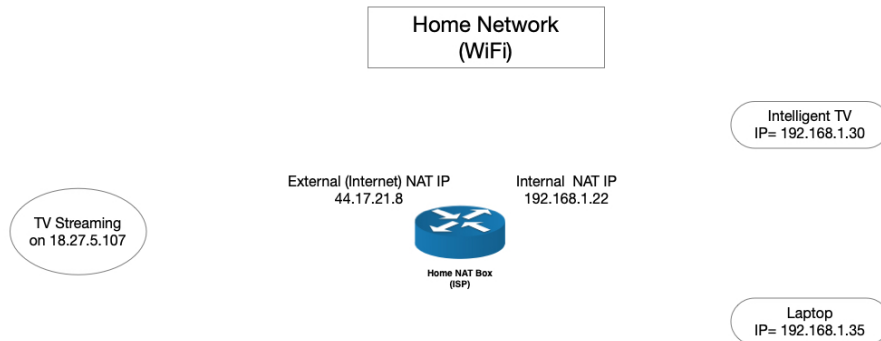 Home Network
(WiFi)
Intelligent TV
IP= 192.168.1.30
External (Internet) NAT IP
44.17.21.8
Internal NAT IP
192.168.1.22
TV Streaming
on 18.27.5.107
Home NAT Box
(ISP)
Laptop
IP= 192.168.1.35